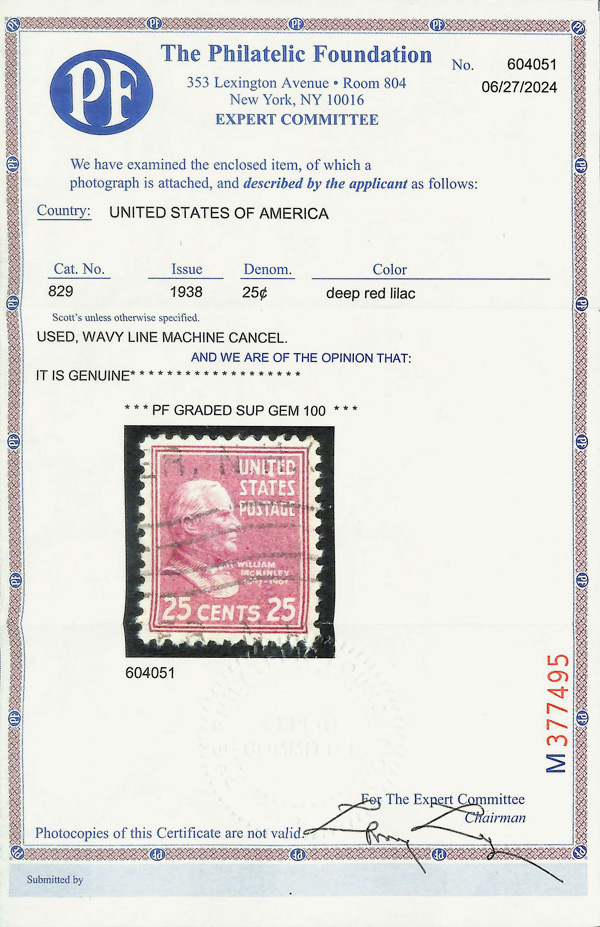 The Philatelic Foundation
No. 604051
353 Lexington Avenue • Room 804
06/27/2024
New York, NY 10016
PF
EXPERT COMMITTEE
We have examined the enclosed item, of which a
photograph is attached, and described by the applicant as follows:
Country: UNITED STATES OF AMERICA
Cat. No. Issue Denom. Color
829 1938 25¢ deep red lilac
Scott's unless otherwise specified.
USED, WAVY LINE MACHINE CANCEL.
AND WE ARE OF THE OPINION THAT:
IT IS GENUINE* * * * * * * * * * * * * * * * * * *
* * * PF GRADED SUP GEM 100 * * *
UNITED
STATES
POSTAGE
WILLIAM
MCKINLEY
1897-1901
25 CENTS 25
604051
M 377495
For The Expert Committee
Chairman
Photocopies of this Certificate are not valid.
Submitted by